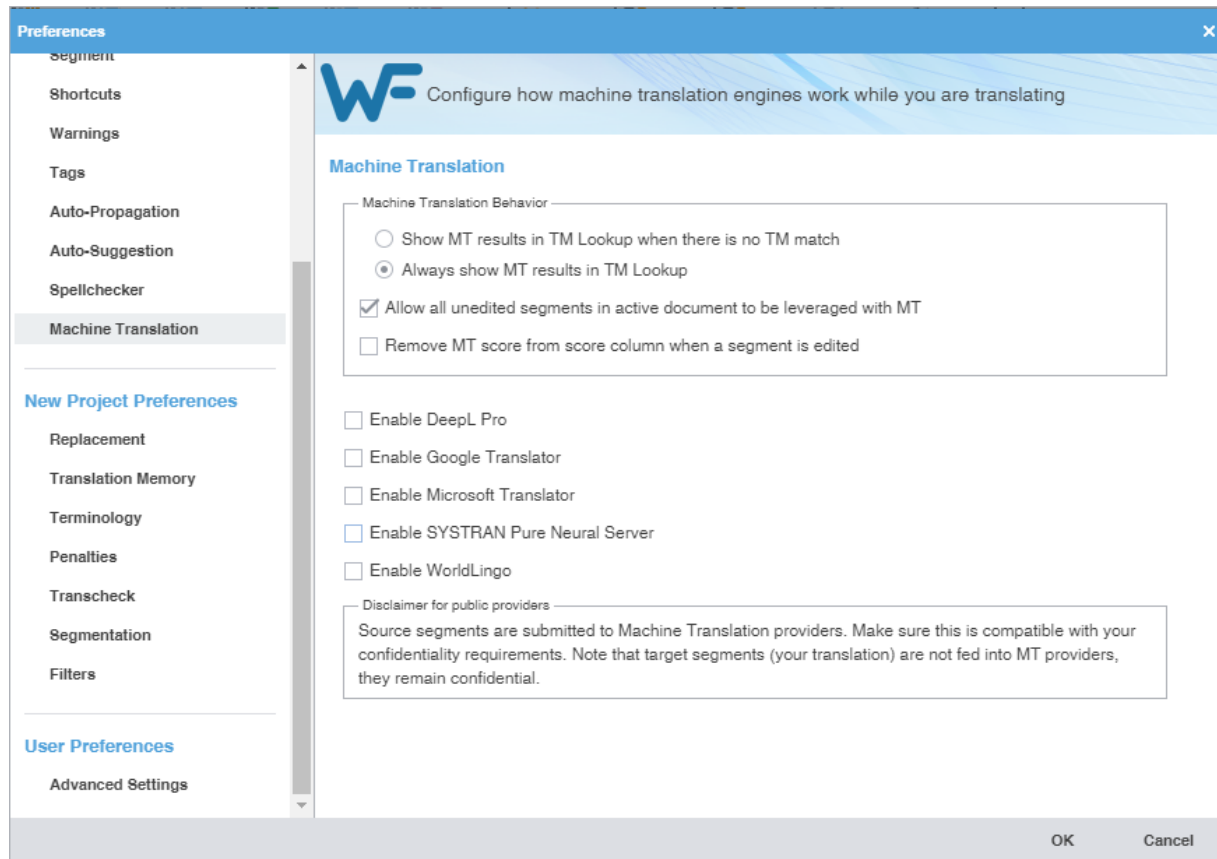 Preferences
Segment
Shortcuts
Warnings
Tags
Auto-Propagation
Auto-Suggestion
Spellchecker
Machine Translation
New Project Preferences
Replacement
Translation Memory
Terminology
Penalties
Transcheck
Segmentation
Filters
User Preferences
Advanced Settings
WF
Configure how machine translation engines work while you are translating
Machine Translation
Machine Translation Behavior
Show MT results in TM Lookup when there is no TM match
Always show MT results in TM Lookup
Allow all unedited segments in active document to be leveraged with MT
Remove MT score from score column when a segment is edited
Enable DeepL Pro
Enable Google Translator
Enable Microsoft Translator
Enable SYSTRAN Pure Neural Server
Enable WorldLingo
Disclaimer for public providers
Source segments are submitted to Machine Translation providers. Make sure this is compatible with your
confidentiality requirements. Note that target segments (your translation) are not fed into MT providers,
they remain confidential.
OK Cancel